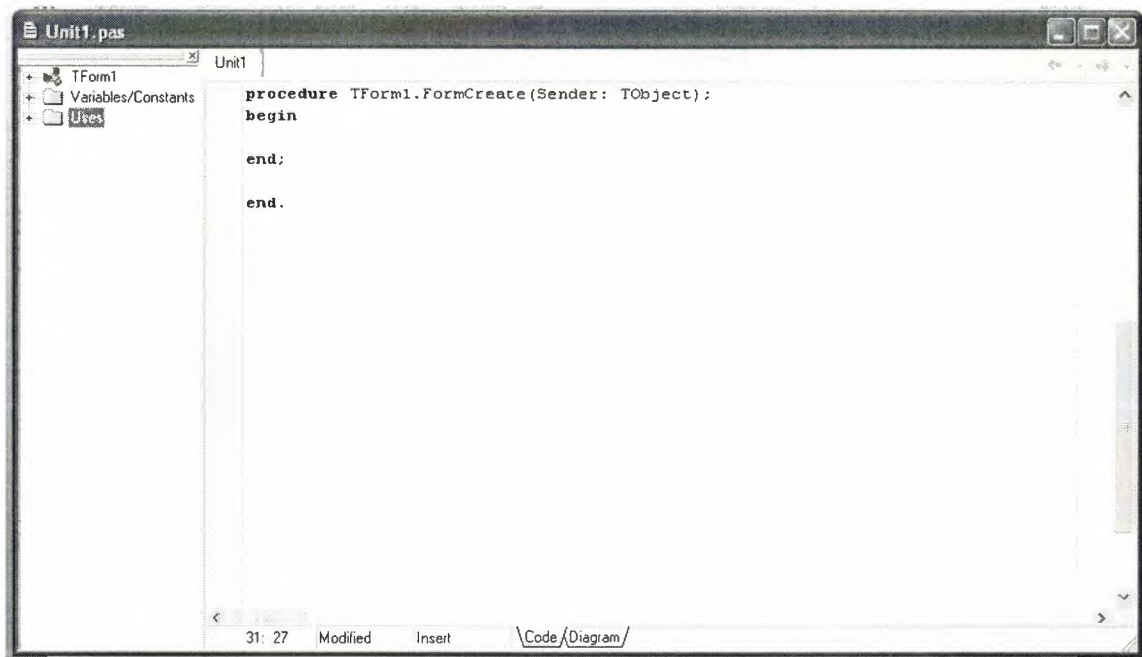 Unit1.pas
TForm1
Variables/Constants
Uses
Unit1
procedure TForm1.FormCreate(Sender: TObject);
begin
end;
end.
31: 27 Modified Insert Code Diagram